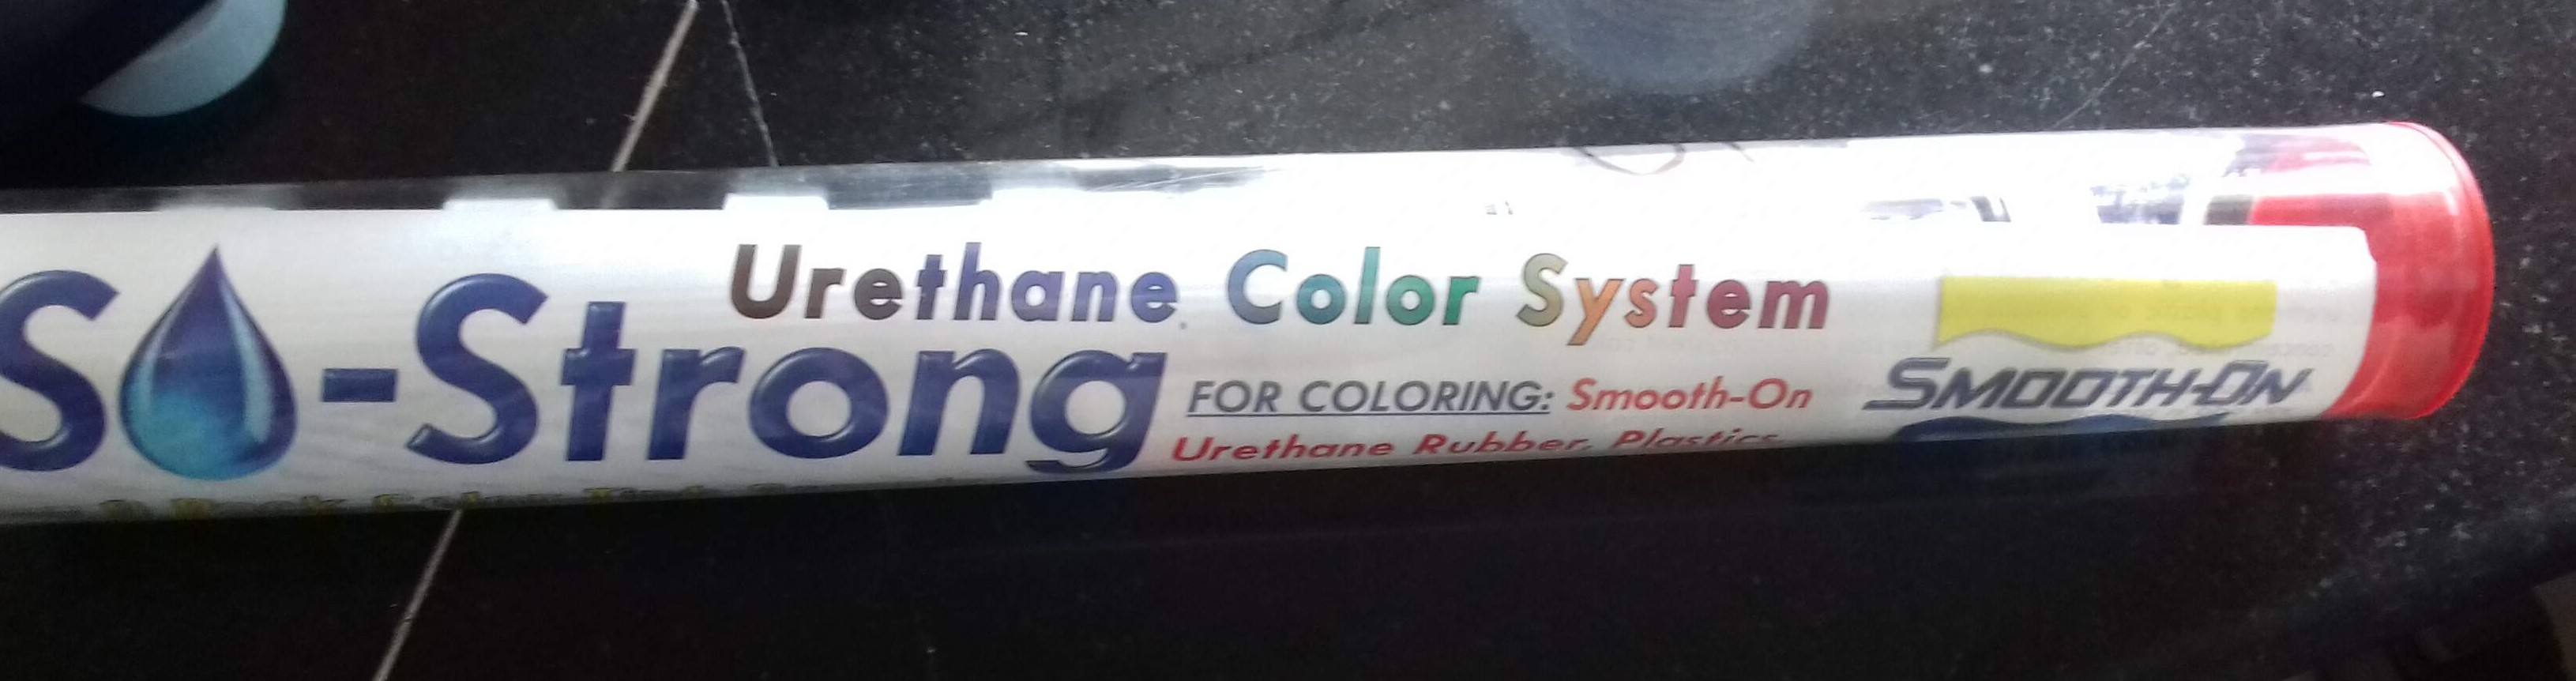 Urethane Color System
So-Strong
FOR COLORING: Smooth-On
Urethane Rubber, Plastics
SMOOTH-ON